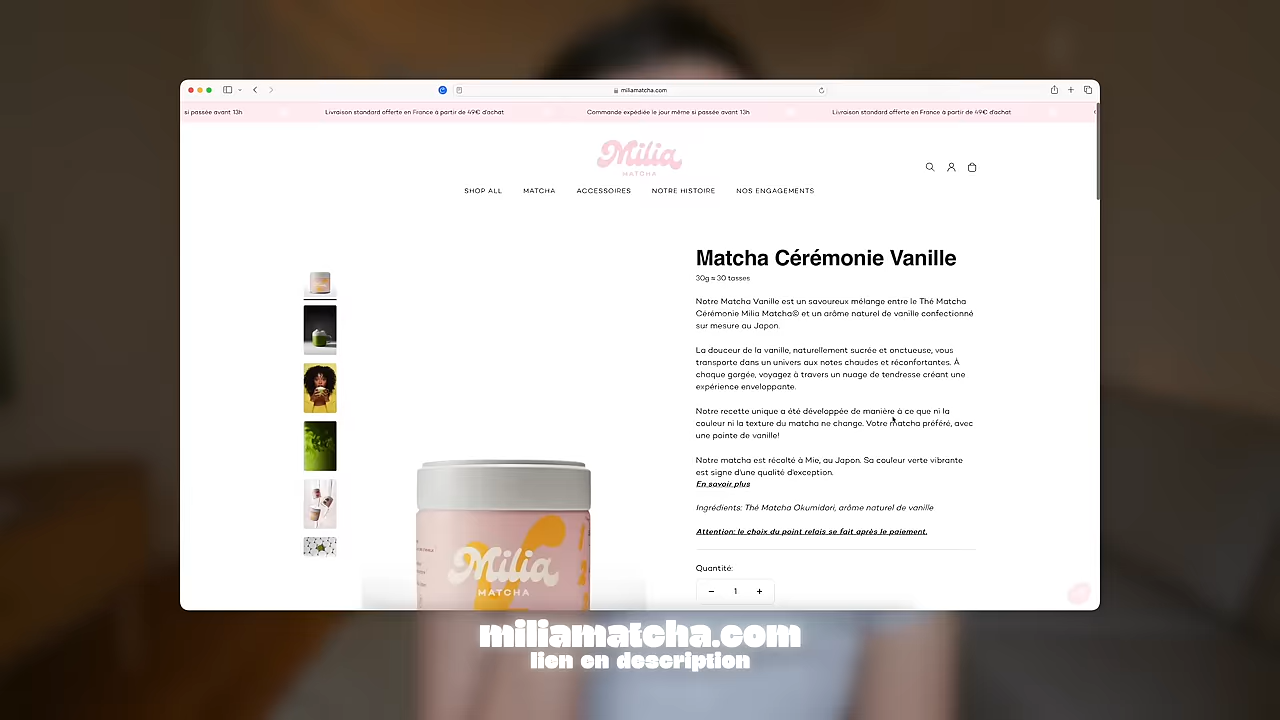 miliamatcha.com
si passée avant 13h
Livraison standard offerte en France à partir de 49€ d'achat
Commande expédiée le jour même si passée avant 13h
Livraison standard offerte en France à partir de 49€ d'achat
Milia
MATCHA
SHOP ALL
MATCHA
ACCESSOIRES
NOTRE HISTOIRE
NOS ENGAGEMENTS
Matcha Cérémonie Vanille
30g ≈ 30 tasses
Notre Matcha Vanille est un savoureux mélange entre le Thé Matcha
Cérémonie Milia Matcha© et un arôme naturel de vanille confectionné
sur mesure au Japon.
La douceur de la vanille, naturellement sucrée et onctueuse, vous
transporte dans un univers aux notes chaudes et réconfortantes. À
chaque gorgée, voyagez à travers un nuage de tendresse créant une
expérience enveloppante.
Notre recette unique a été développée de manière à ce que ni la
couleur ni la texture du matcha ne change. Votre matcha préféré, avec
une pointe de vanille!
Notre matcha est récolté à Mie, au Japon. Sa couleur verte vibrante
est signe d'une qualité d'exception.
En savoir plus
Ingrédients: Thé Matcha Okumidori, arôme naturel de vanille
Attention: le choix du point relais se fait après le paiement.
Quantité:
− 1 +
Milia
MATCHA
miliamatcha.com
lien en description